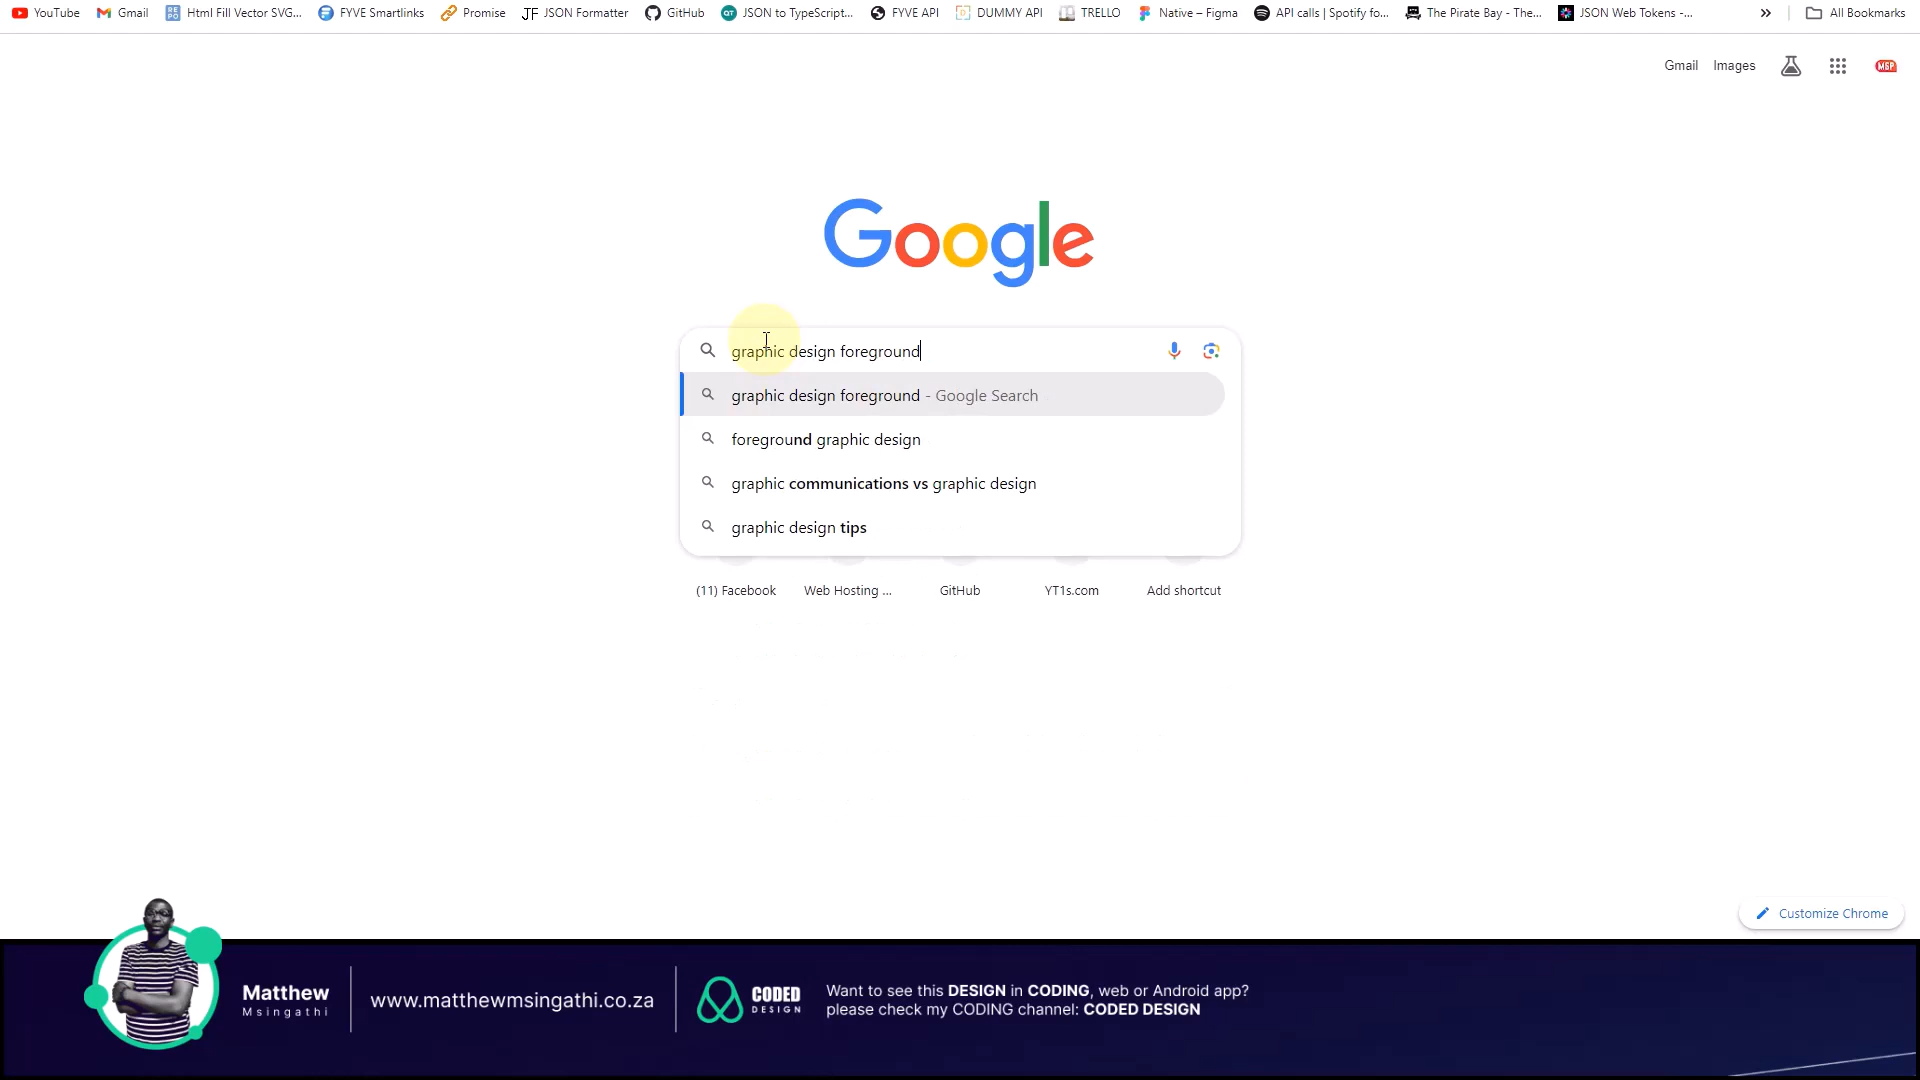 YouTube Gmail Html Fill Vector SVG... FYVE Smartlinks Promise JF JSON Formatter GitHub JSON to TypeScript... FYVE API DUMMY API TRELLO Native – Figma API calls | Spotify fo... The Pirate Bay - The... JSON Web Tokens -... » All Bookmarks
Gmail Images
Google
graphic design foreground
graphic design foreground - Google Search
foreground graphic design
graphic communications vs graphic design
graphic design tips
(11) Facebook Web Hosting ... GitHub YT1s.com Add shortcut
Customize Chrome
Matthew
Msingathi
www.matthewmsingathi.co.za
CODED
DESIGN
Want to see this DESIGN in CODING, web or Android app?
please check my CODING channel: CODED DESIGN